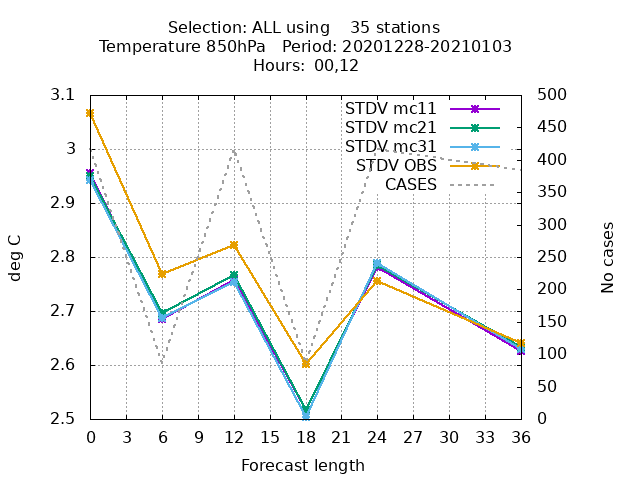 Selection: ALL using    35 stations
Temperature 850hPa   Period: 20201228-20210103
Hours:  00,12
3.1
3
2.9
2.8
2.7
2.6
2.5
deg C
500
450
400
350
300
250
200
150
100
50
0
No cases
STDV mc11
STDV mc21
STDV mc31
STDV OBS
CASES
0 3 6 9 12 15 18 21 24 27 30 33 36
Forecast length